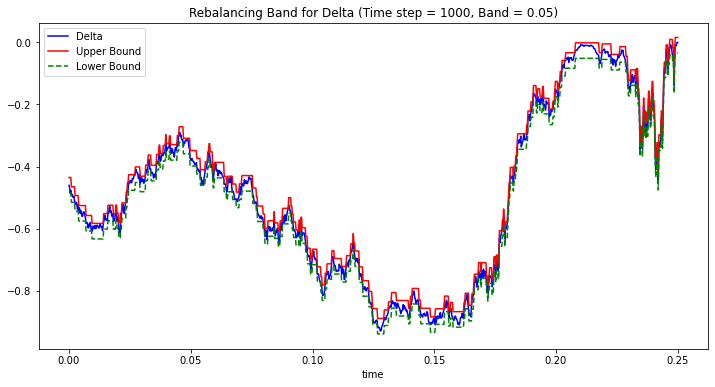 Rebalancing Band for Delta (Time step = 1000, Band = 0.05)
Delta
Upper Bound
Lower Bound
0.0
−0.2
−0.4
−0.6
−0.8
0.00 0.05 0.10 0.15 0.20 0.25
time